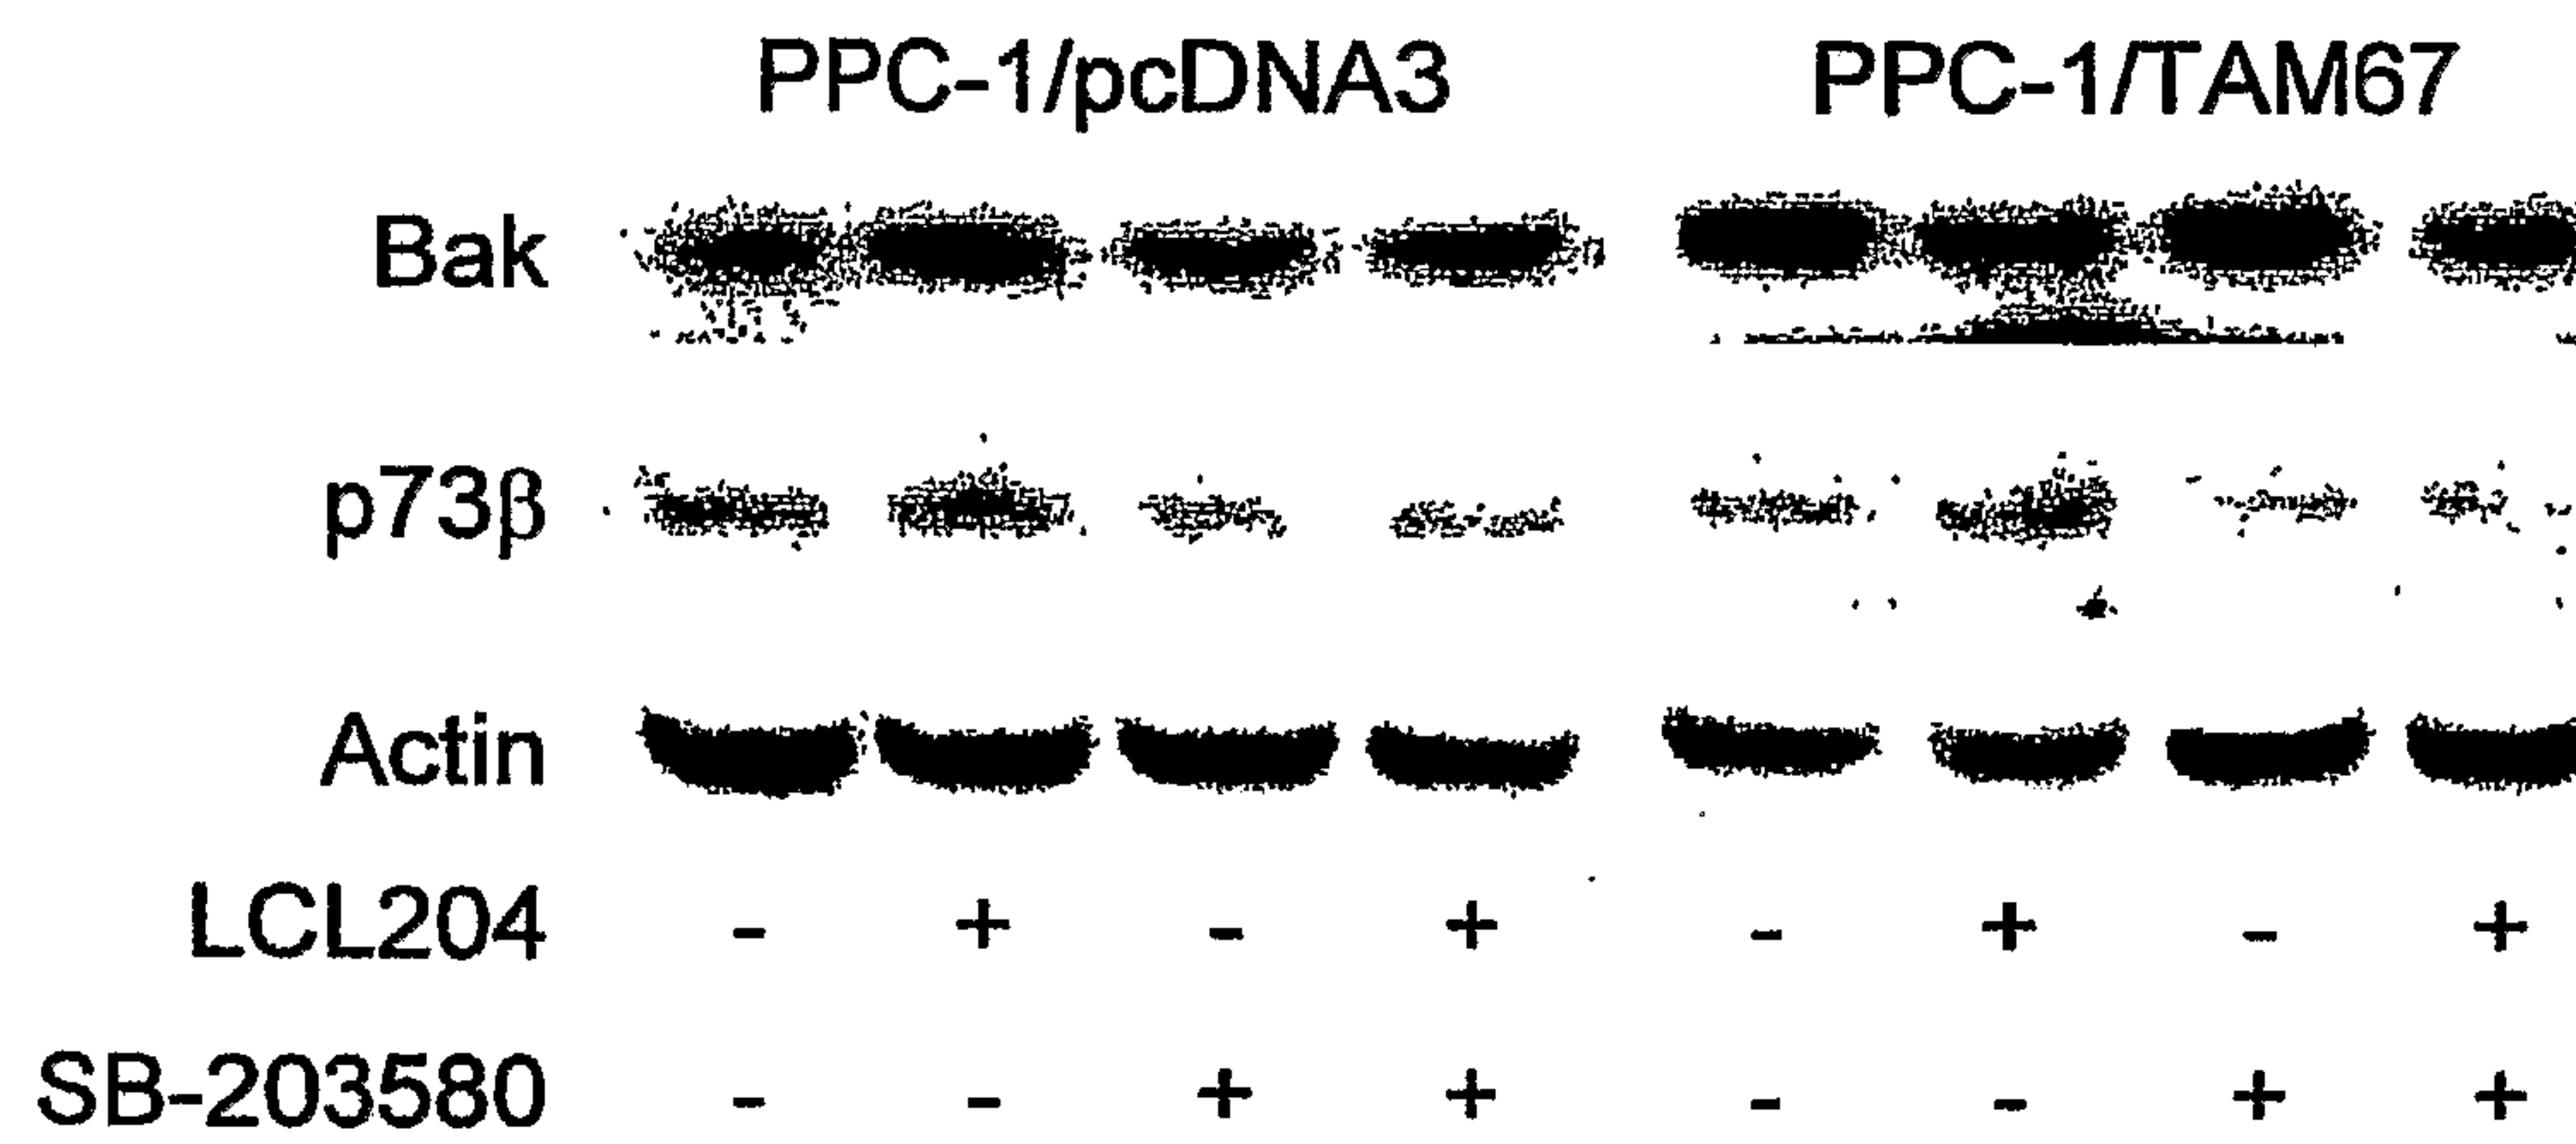 PPC-1/pcDNA3 PPC-1/TAM67
Bak
p73β
Actin
LCL204 - + - + - + - +
SB-203580 - - + + - - + +